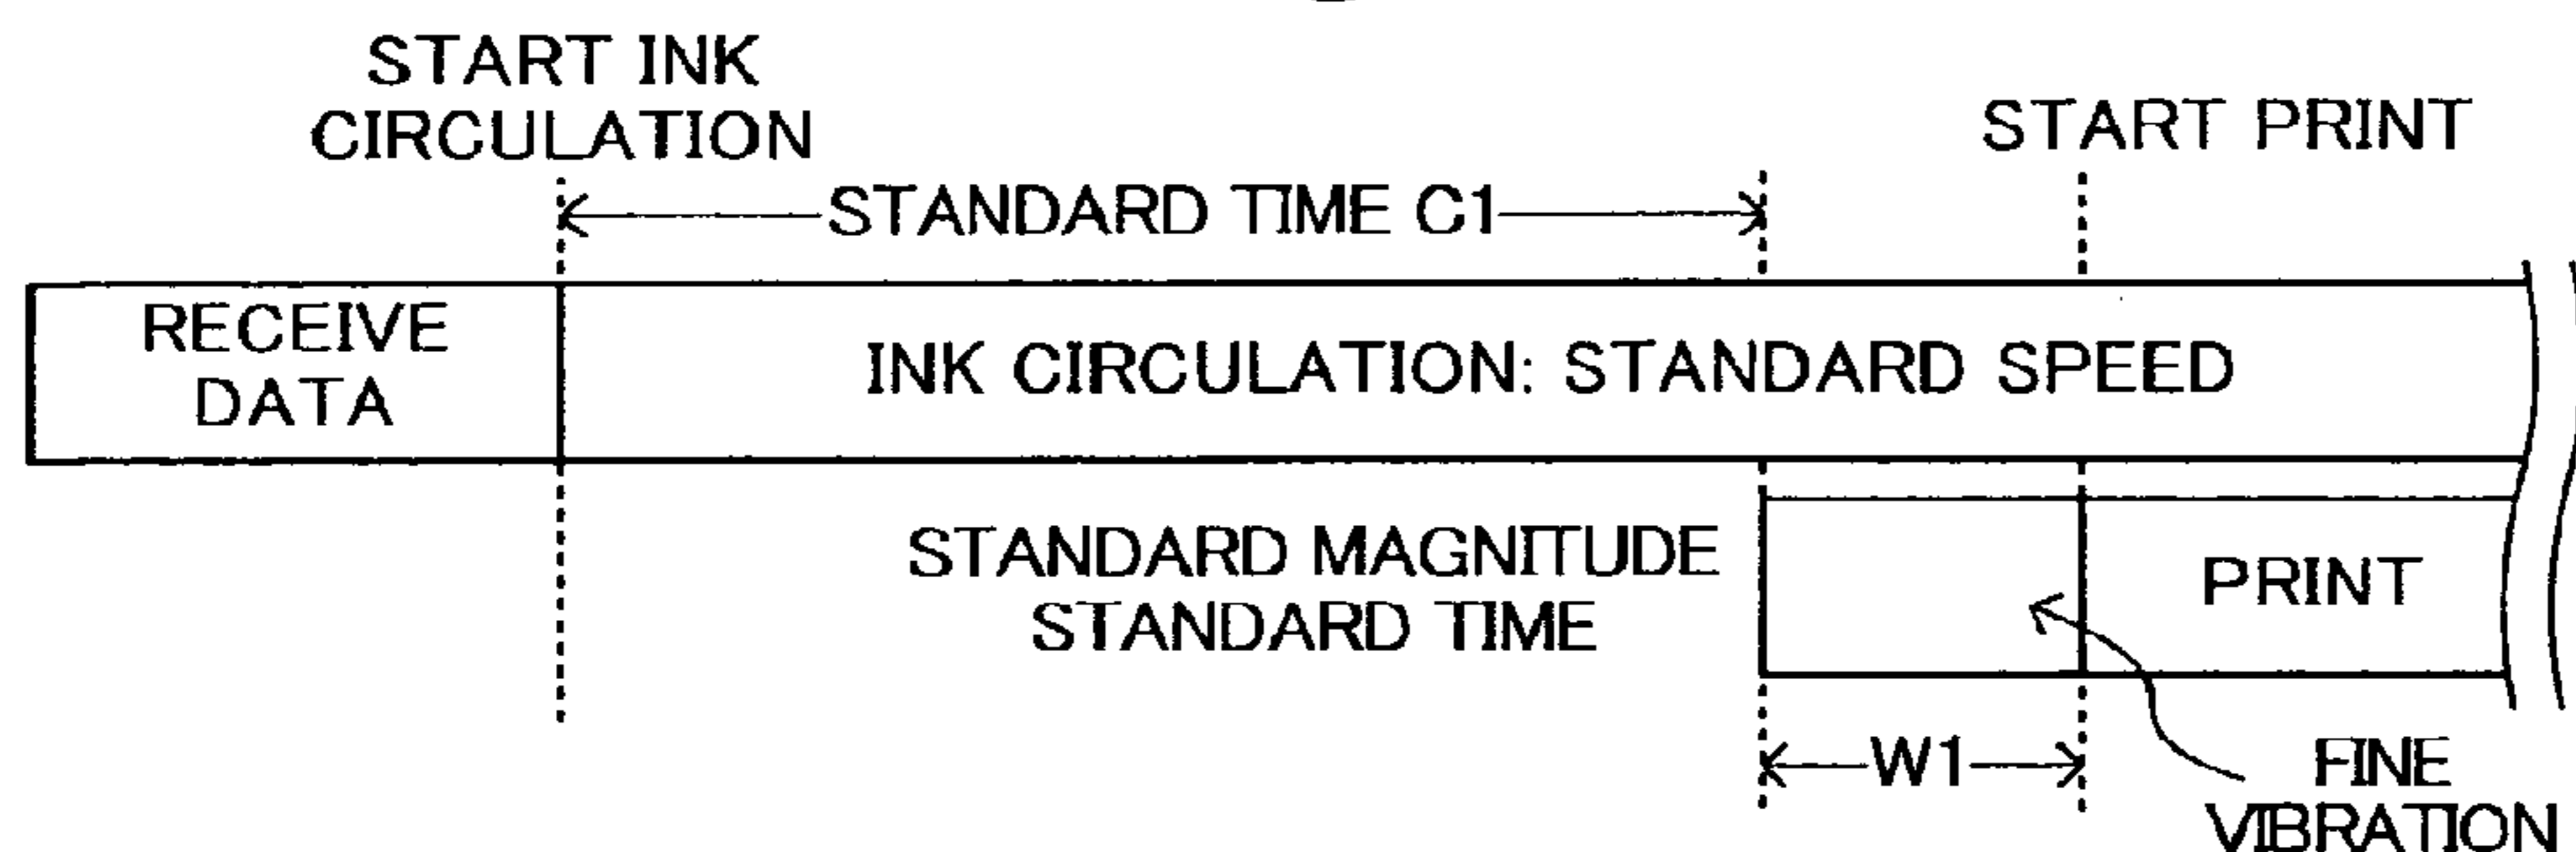 START INK
CIRCULATION
START PRINT
STANDARD TIME C1
RECEIVE
DATA
INK CIRCULATION: STANDARD SPEED
STANDARD MAGNITUDE
STANDARD TIME
PRINT
W1
FINE
VIBRATION